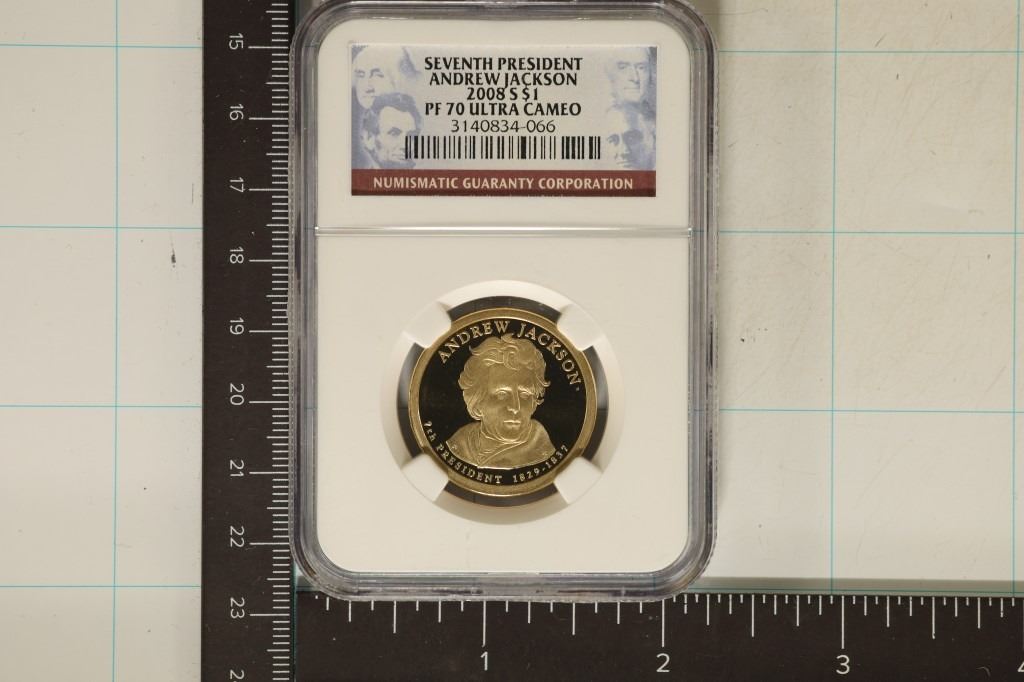 SEVENTH PRESIDENT
ANDREW JACKSON
2008 S $1
PF 70 ULTRA CAMEO
3140834-066
NUMISMATIC GUARANTY CORPORATION
ANDREW JACKSON
7th PRESIDENT 1829-1837
15
16
17
18
19
20
21
22
23
1
2
3
4